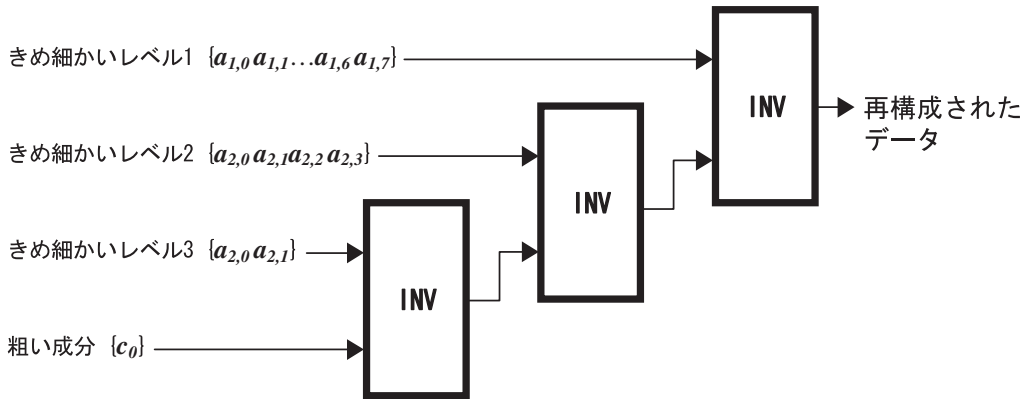 きめ細かいレベル1 {a1,0 a1,1...a1,6 a1,7}
INV
再構成された
データ
きめ細かいレベル2 {a2,0 a2,1 a2,2 a2,3}
INV
きめ細かいレベル3 {a2,0 a2,1}
INV
粗い成分 {c0}